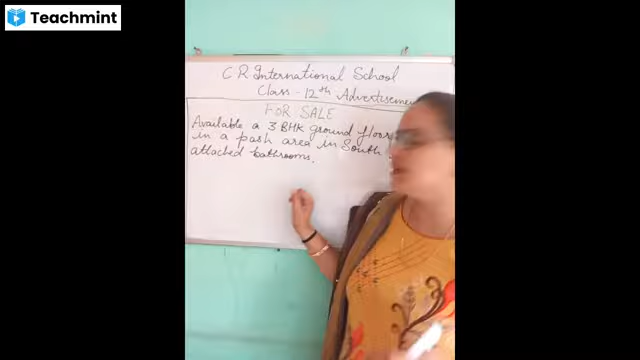 Teachmint
C R International School
Class - 12th Advertisement
FOR SALE
Available a 3 BHK ground floor
in a posh area in South
attached bathrooms.